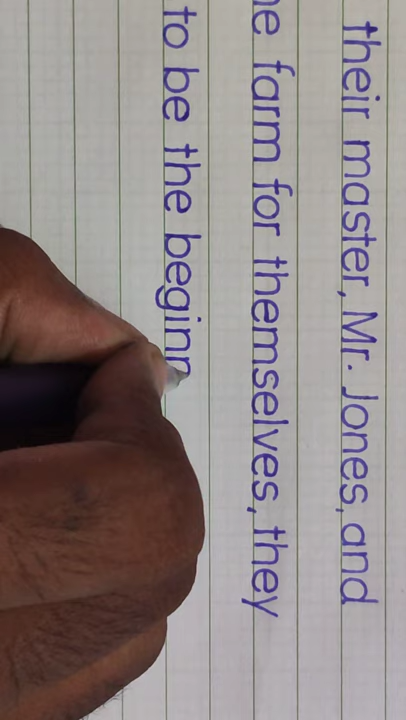 their master, Mr. Jones, and
e farm for themselves, they
to be the beginn